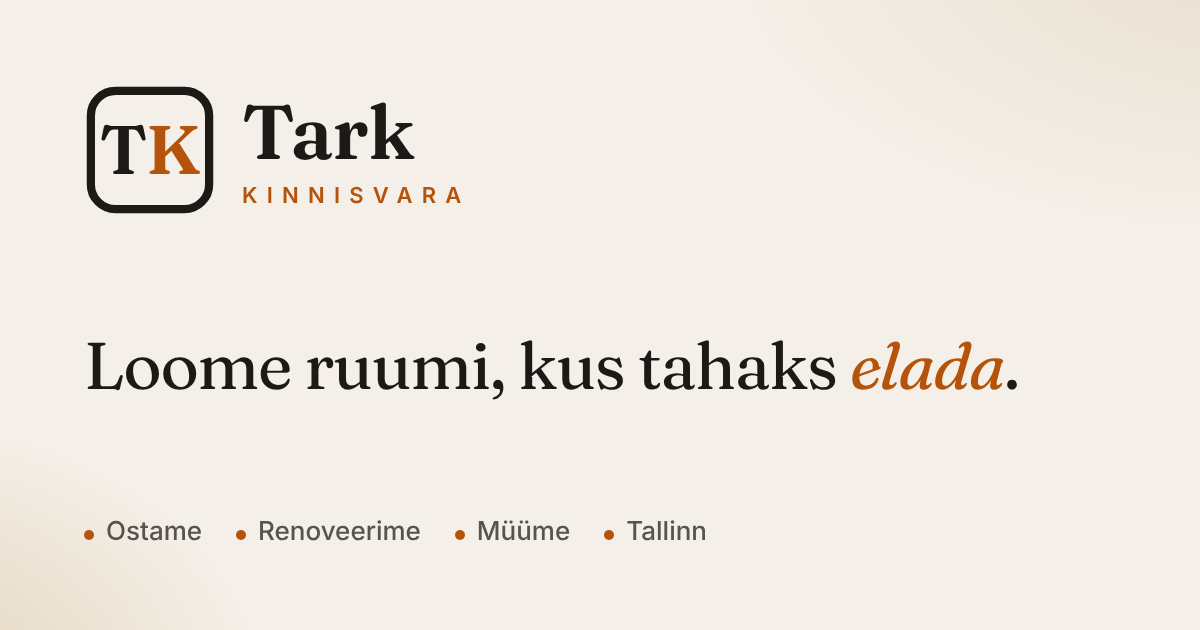 TK
Tark
KINNISVARA
Loome ruumi, kus tahaks elada.
• Ostame • Renoveerime • Müüme • Tallinn